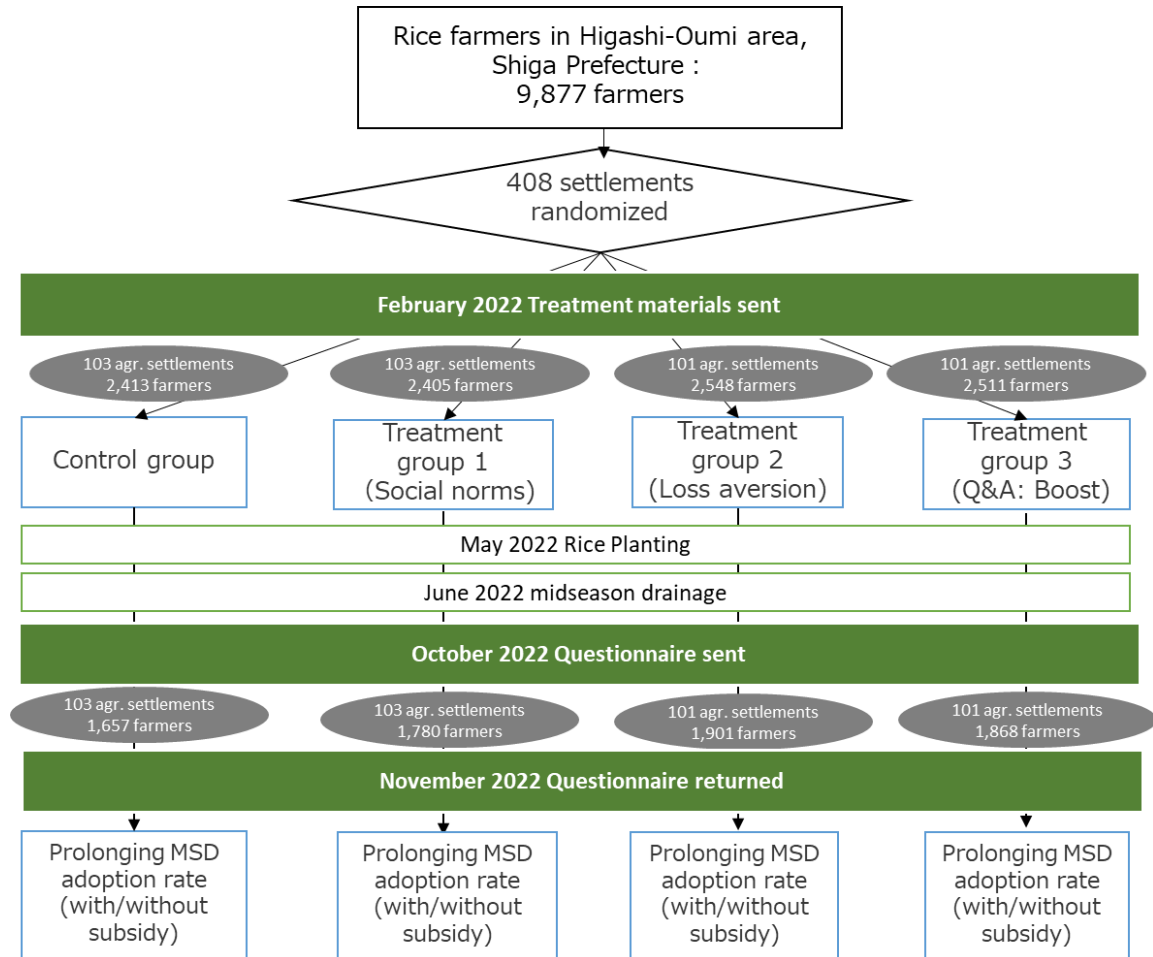 Rice farmers in Higashi-Oumi area,
Shiga Prefecture :
9,877 farmers
408 settlements
randomized
February 2022 Treatment materials sent
103 agr. settlements
2,413 farmers
103 agr. settlements
2,405 farmers
101 agr. settlements
2,548 farmers
101 agr. settlements
2,511 farmers
Control group
Treatment
group 1
(Social norms)
Treatment
group 2
(Loss aversion)
Treatment
group 3
(Q&A: Boost)
May 2022 Rice Planting
June 2022 midseason drainage
October 2022 Questionnaire sent
103 agr. settlements
1,657 farmers
103 agr. settlements
1,780 farmers
101 agr. settlements
1,901 farmers
101 agr. settlements
1,868 farmers
November 2022 Questionnaire returned
Prolonging MSD
adoption rate
(with/without
subsidy)
Prolonging MSD
adoption rate
(with/without
subsidy)
Prolonging MSD
adoption rate
(with/without
subsidy)
Prolonging MSD
adoption rate
(with/without
subsidy)